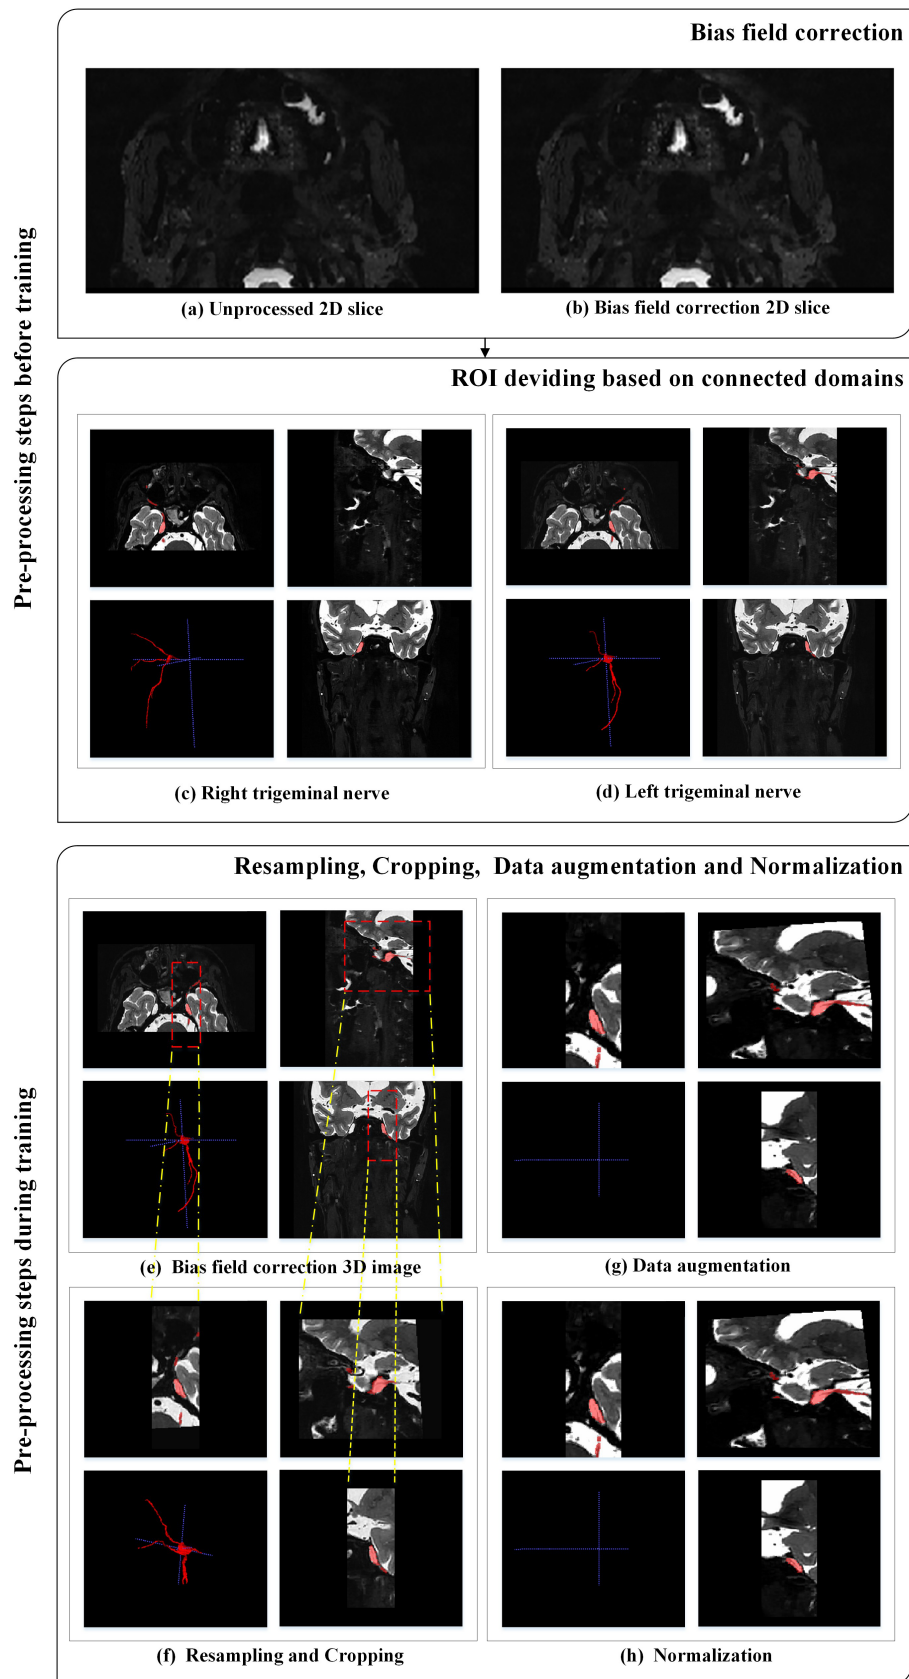 Pre-processing steps before training
Bias field correction
(a) Unprocessed 2D slice
(b) Bias field correction 2D slice
ROI deviding based on connected domains
(c) Right trigeminal nerve
(d) Left trigeminal nerve
Pre-processing steps during training
Resampling, Cropping, Data augmentation and Normalization
(e) Bias field correction 3D image
(g) Data augmentation
(f) Resampling and Cropping
(h) Normalization